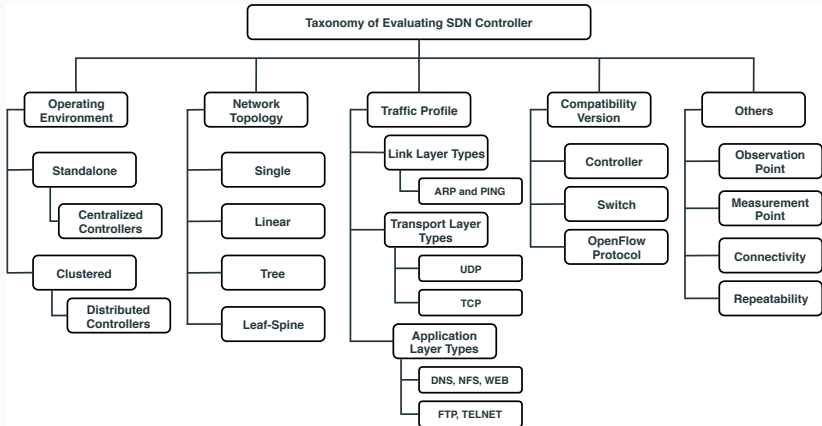 Taxonomy of Evaluating SDN Controller
Operating
Environment
Standalone
Centralized
Controllers
Clustered
Distributed
Controllers
Network
Topology
Single
Linear
Tree
Leaf-Spine
Traffic Profile
Link Layer Types
ARP and PING
Transport Layer
Types
UDP
TCP
Application
Layer Types
DNS, NFS, WEB
FTP, TELNET
Compatibility
Version
Controller
Switch
OpenFlow
Protocol
Others
Observation
Point
Measurement
Point
Connectivity
Repeatability